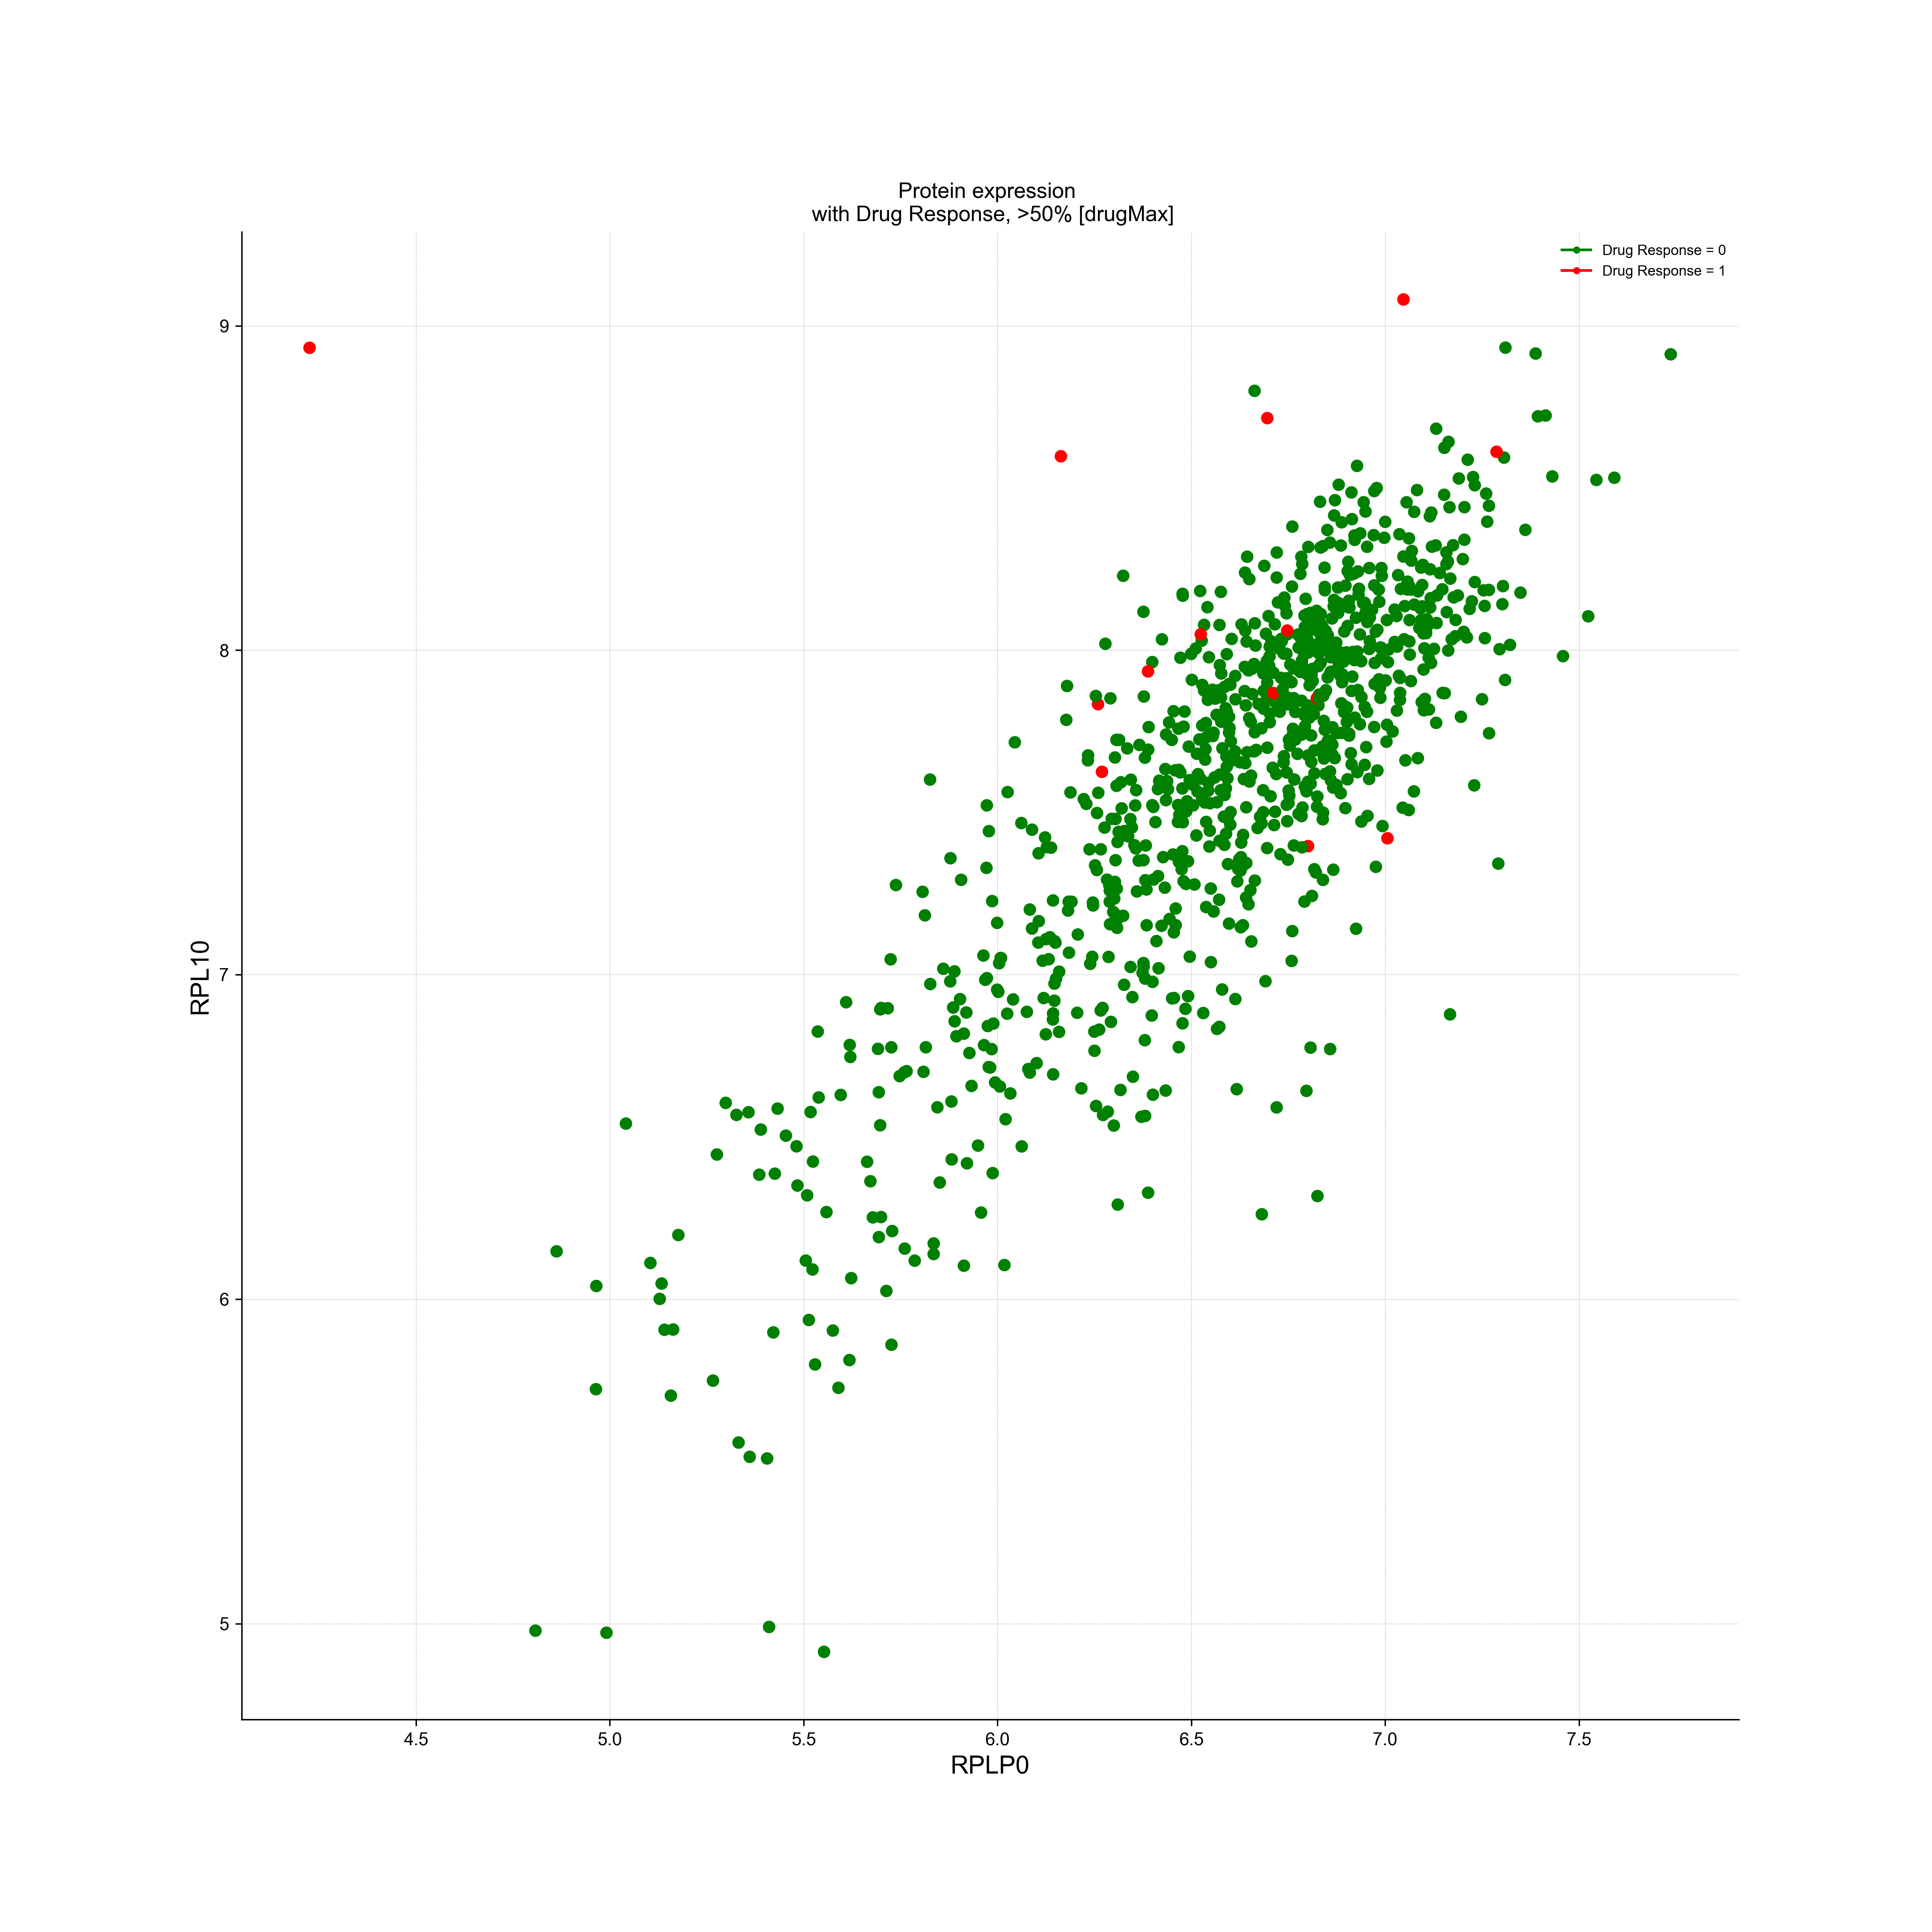 Protein expression
with Drug Response, >50% [drugMax]
Drug Response = 0
Drug Response = 1
9
8
7
6
5
RPL10
4.5 5.0 5.5 6.0 6.5 7.0 7.5
RPLP0